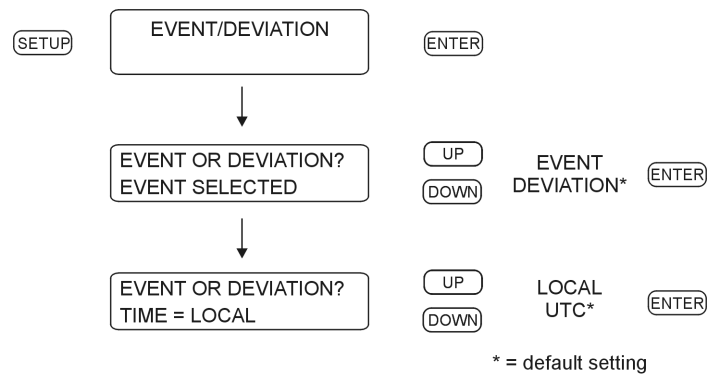 SETUP
EVENT/DEVIATION
ENTER
EVENT OR DEVIATION?
EVENT SELECTED
UP
DOWN
EVENT
DEVIATION*
ENTER
EVENT OR DEVIATION?
TIME = LOCAL
UP
DOWN
LOCAL
UTC*
ENTER
* = default setting